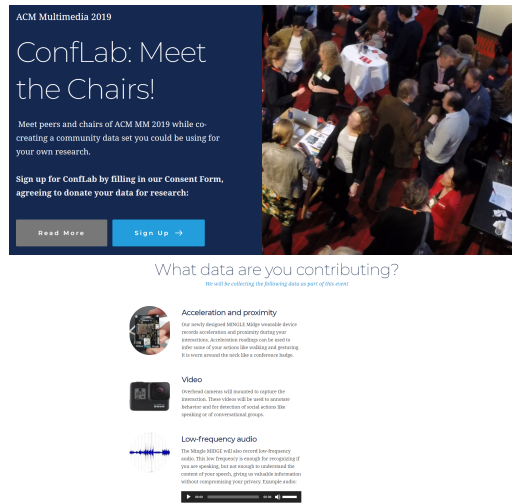 ACM Multimedia 2019
ConfLab: Meet
the Chairs!
Meet peers and chairs of ACM MM 2019 while co-
creating a community data set you could be using for
your own research.
Sign up for ConfLab by filling in our Consent Form,
agreeing to donate your data for research:
Read More
Sign Up →
What data are you contributing?
We will be collecting the following data as part of this event
Acceleration and proximity
Our newly designed MINGLE Midge wearable device
records acceleration and proximity during your
interactions. Acceleration readings can be used to
infer some of your actions like walking and gesturing.
It is worn around the neck like a conference badge.
Video
Overhead cameras will mounted to capture the
interaction. These videos will be used to annotate
behavior and for detection of social actions like
speaking or of conversational groups.
Low-frequency audio
The Mingle MIDGE will also record low-frequency
audio. This low frequency is enough for recognizing if
you are speaking, but not enough to understand the
content of your speech, giving us valuable information
without compromising your privacy. Example audio:
00:00
00:00